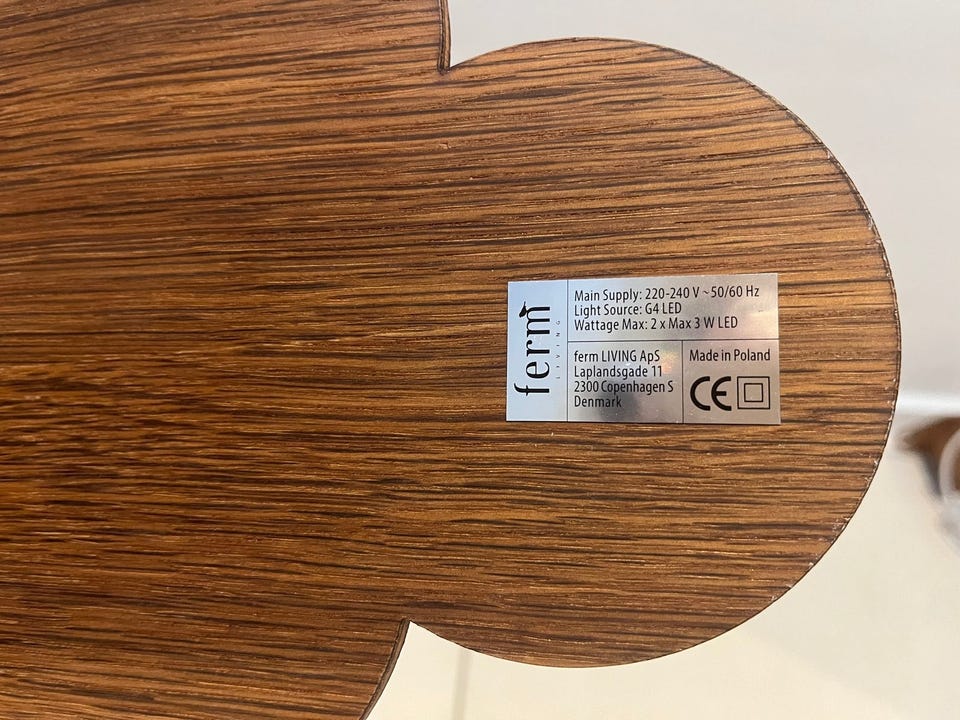 ferm
LIVING
Main Supply: 220-240 V ~50/60 Hz
Light Source: G4 LED
Wattage Max: 2 x Max 3 W LED
ferm LIVING ApS
Laplandsgade 11
2300 Copenhagen S
Denmark
Made in Poland
CE